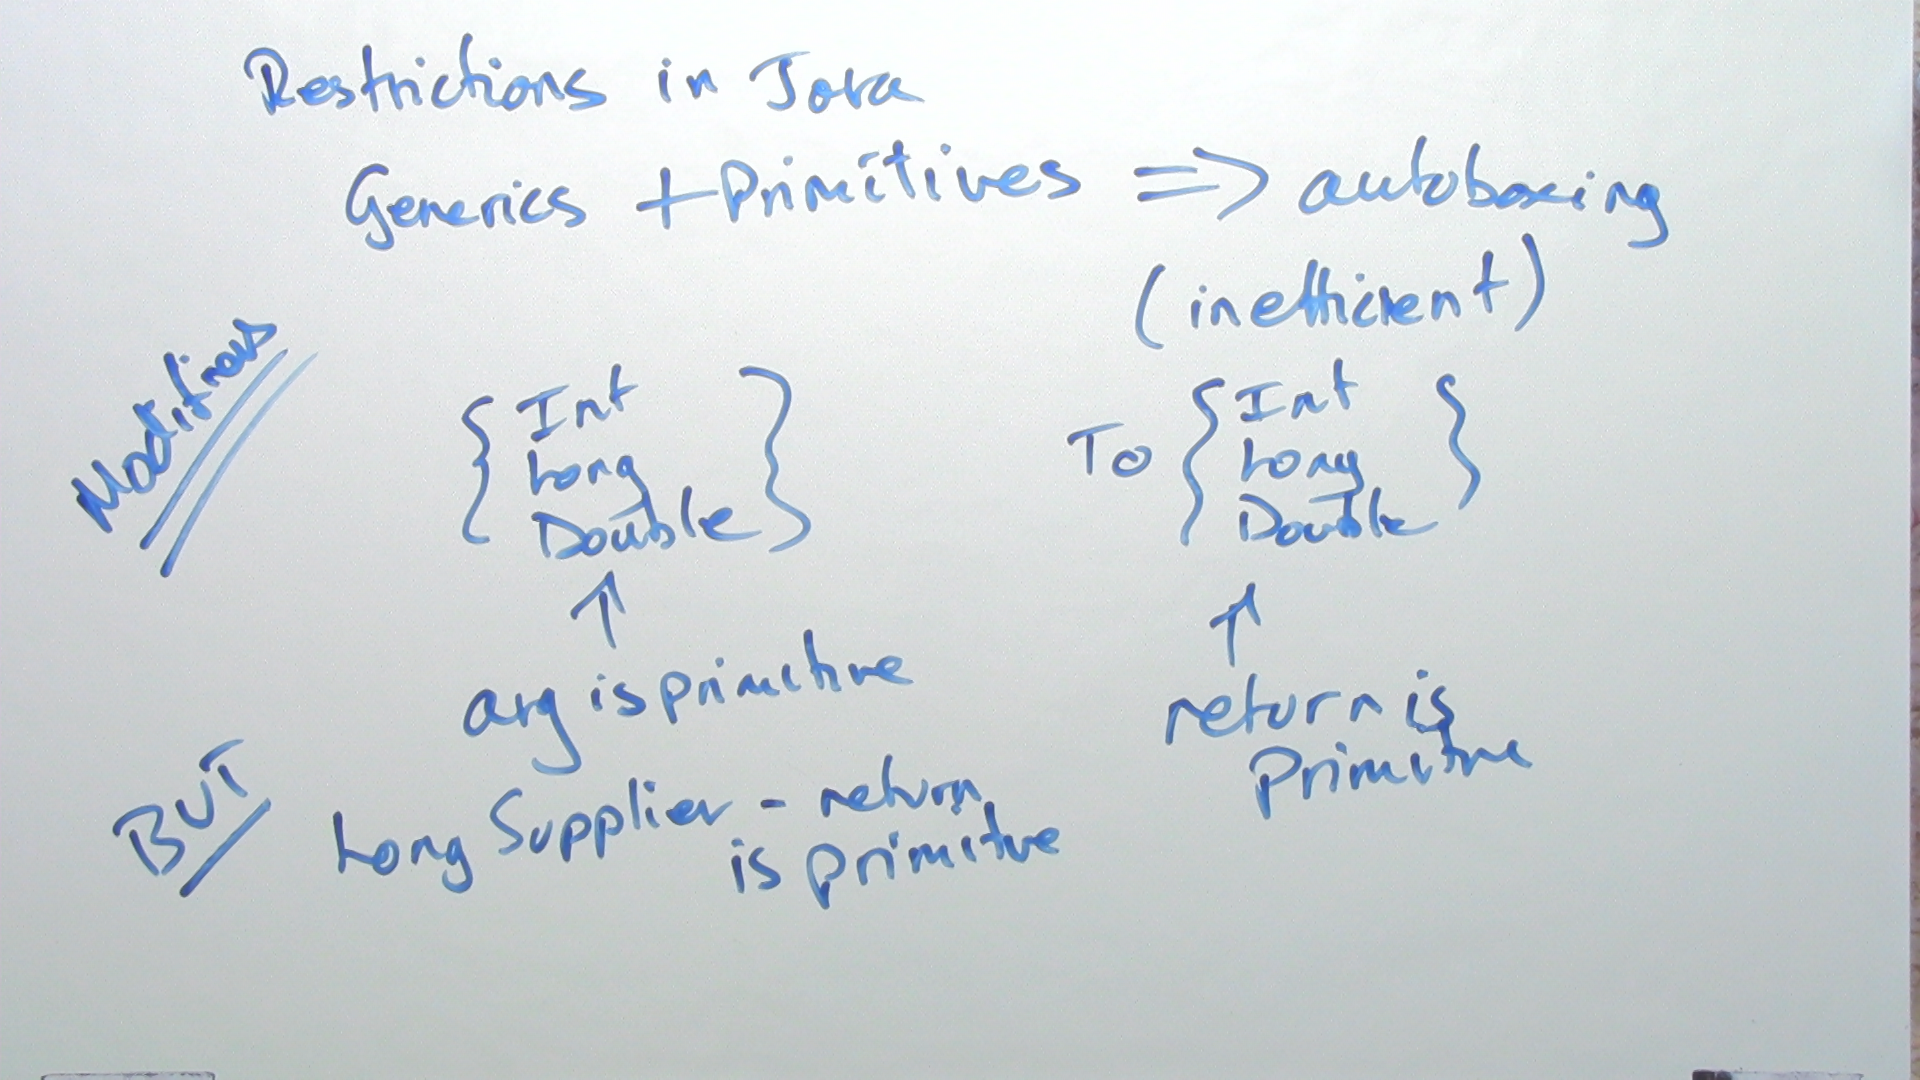 Restrictions in Java
Generics + Primitives => autoboxing
(inefficient)
Modifiers
{ Int
Long
Double }
To { Int
Long
Double }
↑
arg is primitive
↑
return is
Primitive
BUT
Long Supplier - return
is primitive